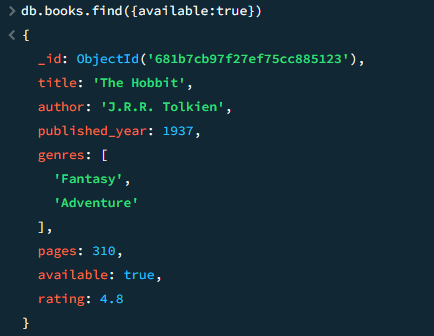 > db.books.find({available:true})
< {
_id: ObjectId('681b7cb97f27ef75cc885123'),
title: 'The Hobbit',
author: 'J.R.R. Tolkien',
published_year: 1937,
genres: [
'Fantasy',
'Adventure'
],
pages: 310,
available: true,
rating: 4.8
}